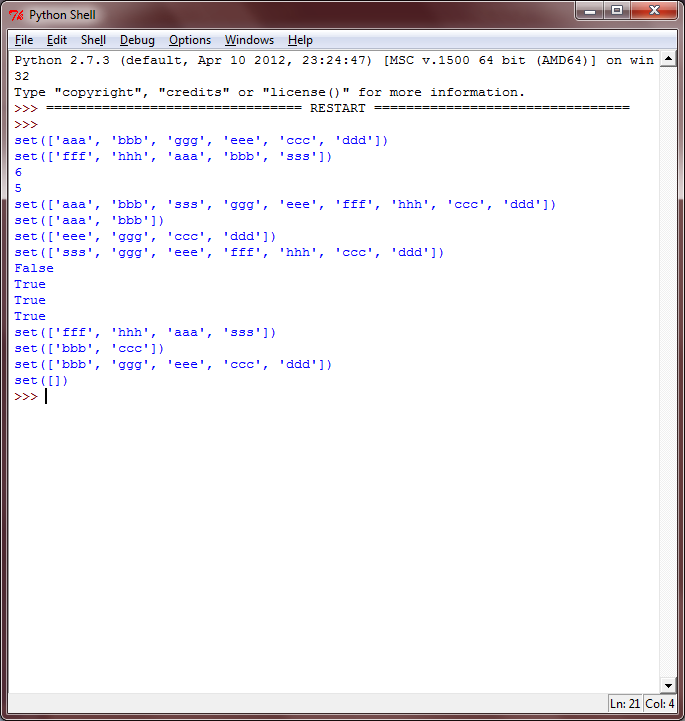 Python Shell
File Edit Shell Debug Options Windows Help
Python 2.7.3 (default, Apr 10 2012, 23:24:47) [MSC v.1500 64 bit (AMD64)] on win
32
Type "copyright", "credits" or "license()" for more information.
>>> ================================ RESTART ================================
>>>
set(['aaa', 'bbb', 'ggg', 'eee', 'ccc', 'ddd'])
set(['fff', 'hhh', 'aaa', 'bbb', 'sss'])
6
5
set(['aaa', 'bbb', 'sss', 'ggg', 'eee', 'fff', 'hhh', 'ccc', 'ddd'])
set(['aaa', 'bbb'])
set(['eee', 'ggg', 'ccc', 'ddd'])
set(['sss', 'ggg', 'eee', 'fff', 'hhh', 'ccc', 'ddd'])
False
True
True
True
set(['fff', 'hhh', 'aaa', 'sss'])
set(['bbb', 'ccc'])
set(['bbb', 'ggg', 'eee', 'ccc', 'ddd'])
set([])
>>>
Ln: 21 Col: 4